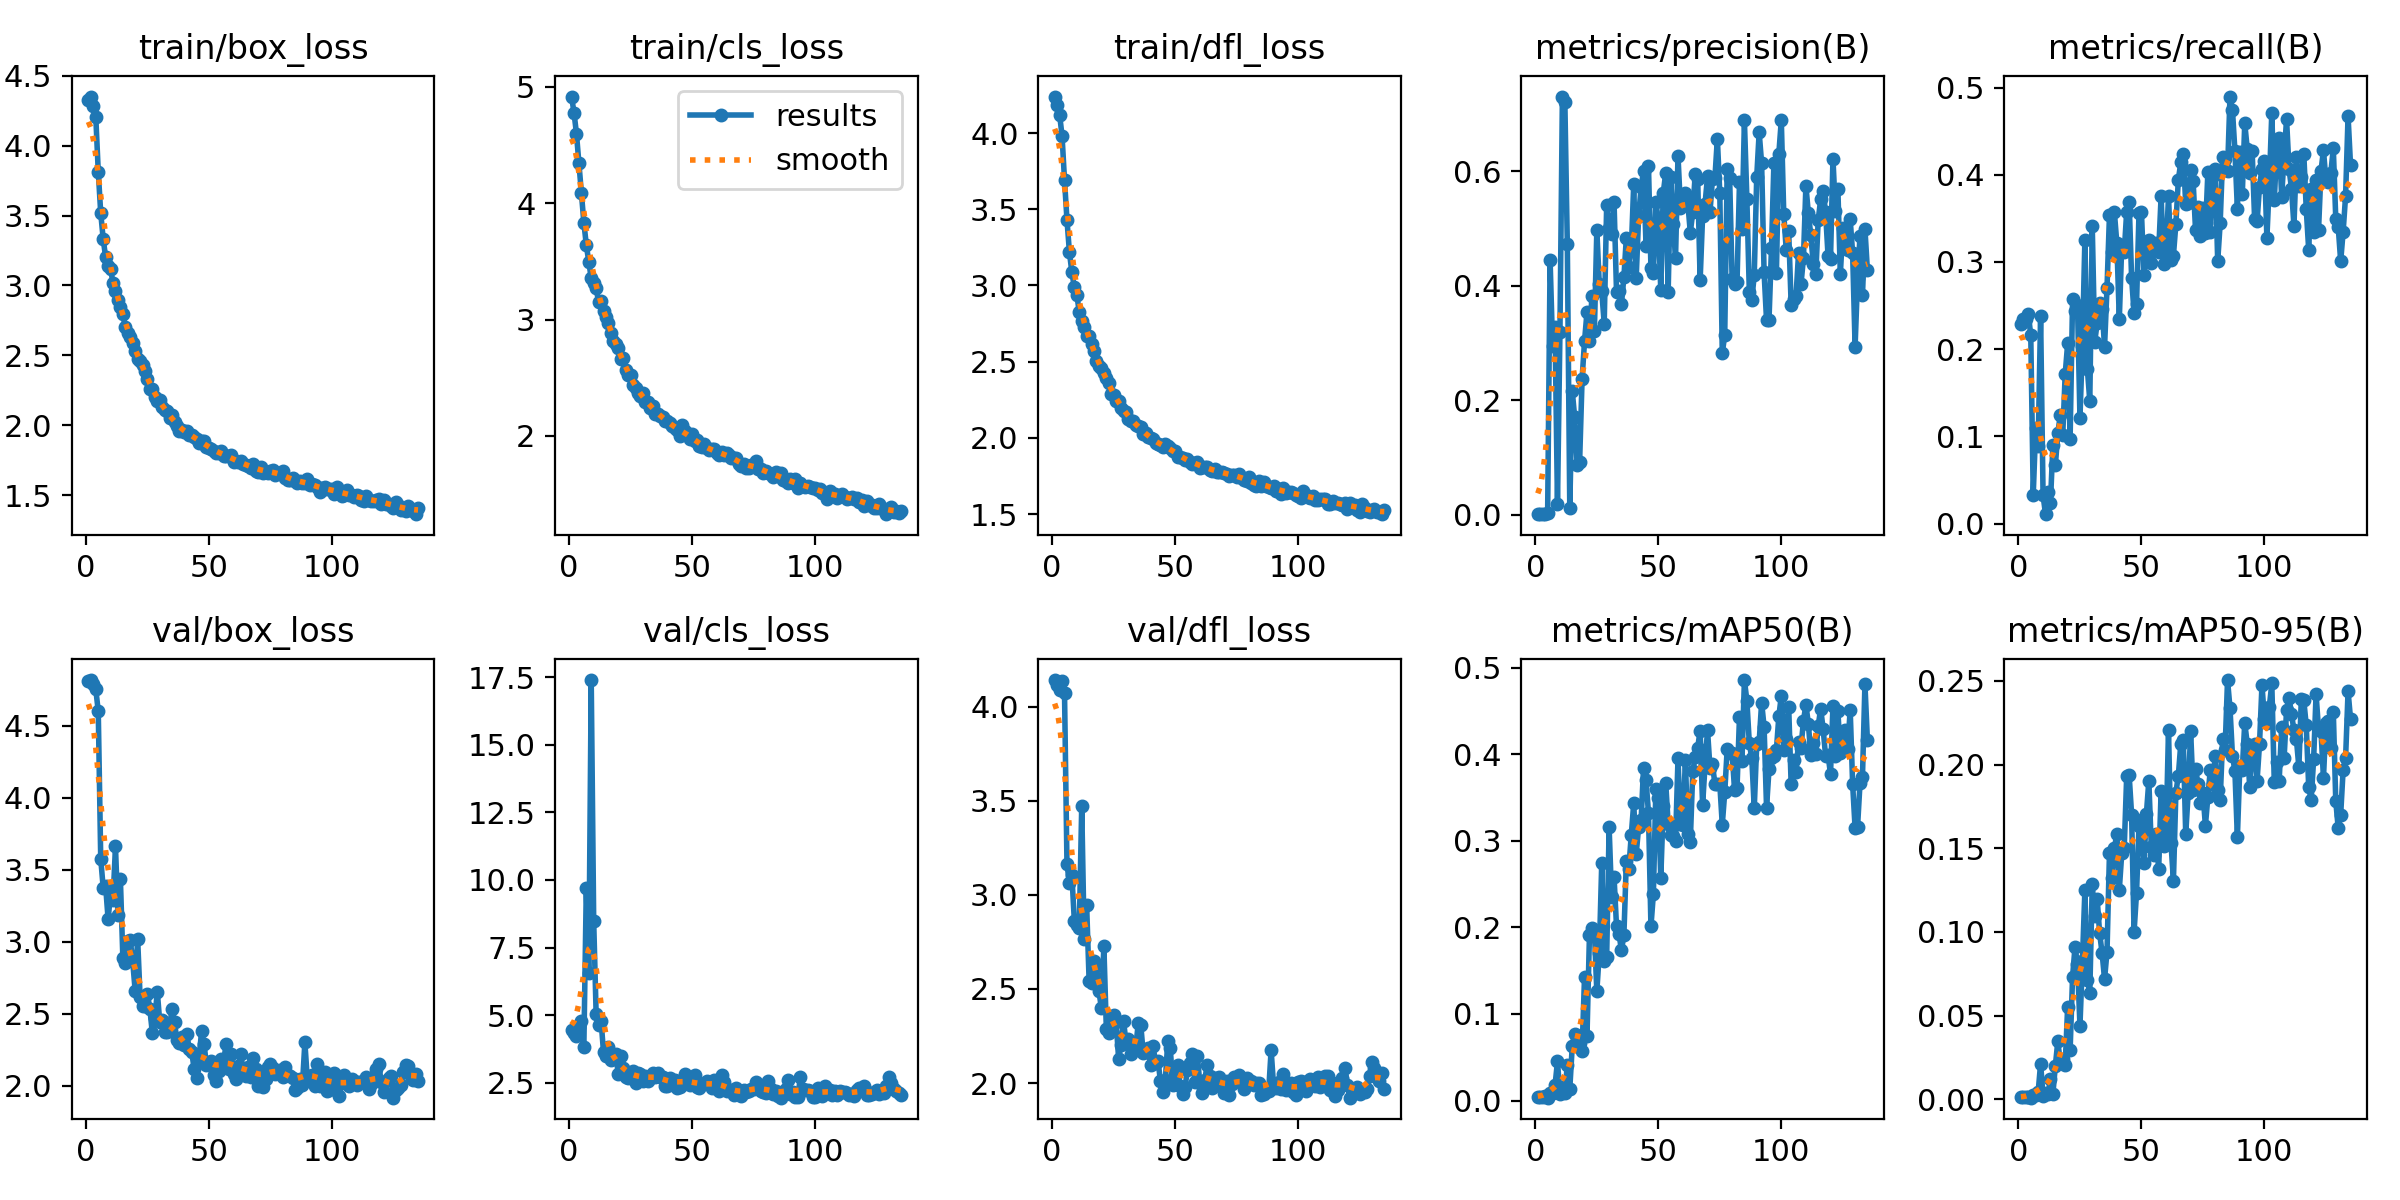 train/box_loss
4.5
4.0
3.5
3.0
2.5
2.0
1.5
0 50 100
train/cls_loss
results
smooth
5
4
3
2
0 50 100
train/dfl_loss
4.0
3.5
3.0
2.5
2.0
1.5
0 50 100
metrics/precision(B)
0.6
0.4
0.2
0.0
0 50 100
metrics/recall(B)
0.5
0.4
0.3
0.2
0.1
0.0
0 50 100
val/box_loss
4.5
4.0
3.5
3.0
2.5
2.0
0 50 100
val/cls_loss
17.5
15.0
12.5
10.0
7.5
5.0
2.5
0 50 100
val/dfl_loss
4.0
3.5
3.0
2.5
2.0
0 50 100
metrics/mAP50(B)
0.5
0.4
0.3
0.2
0.1
0.0
0 50 100
metrics/mAP50-95(B)
0.25
0.20
0.15
0.10
0.05
0.00
0 50 100